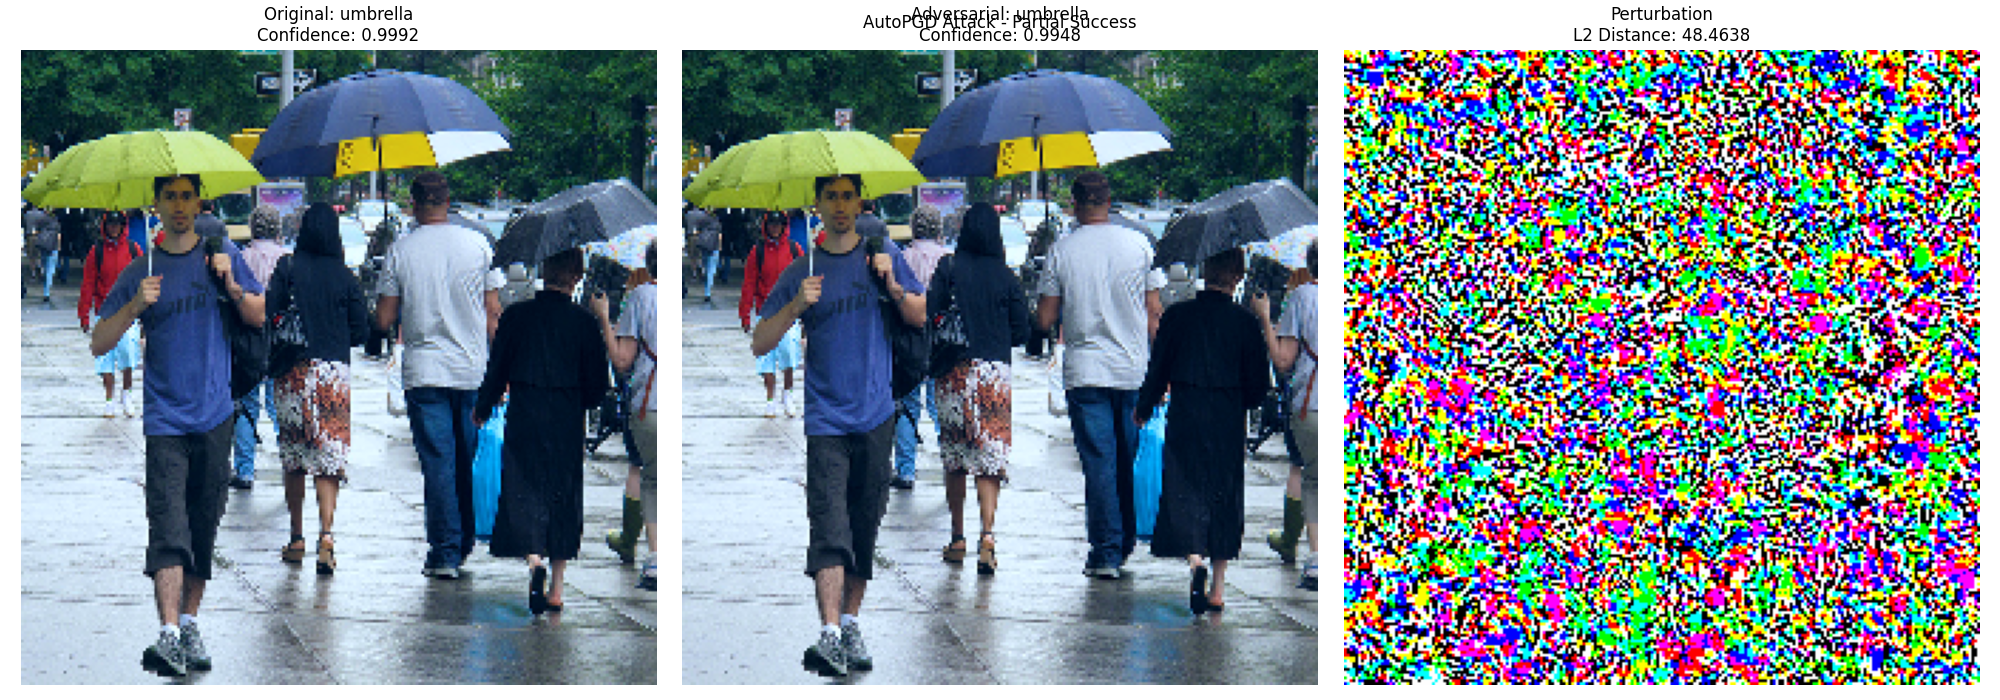 Original: umbrella
Confidence: 0.9992
AutoPGD Attack - Partial Success
Adversarial: umbrella
Confidence: 0.9948
Perturbation
L2 Distance: 48.4638